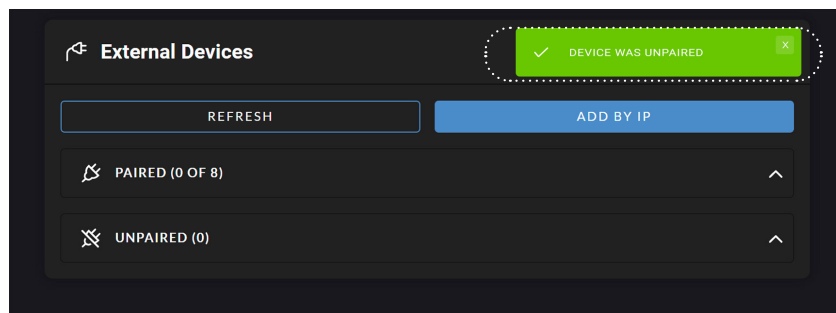 External Devices
DEVICE WAS UNPAIRED
X
REFRESH
ADD BY IP
PAIRED (0 OF 8)
UNPAIRED (0)